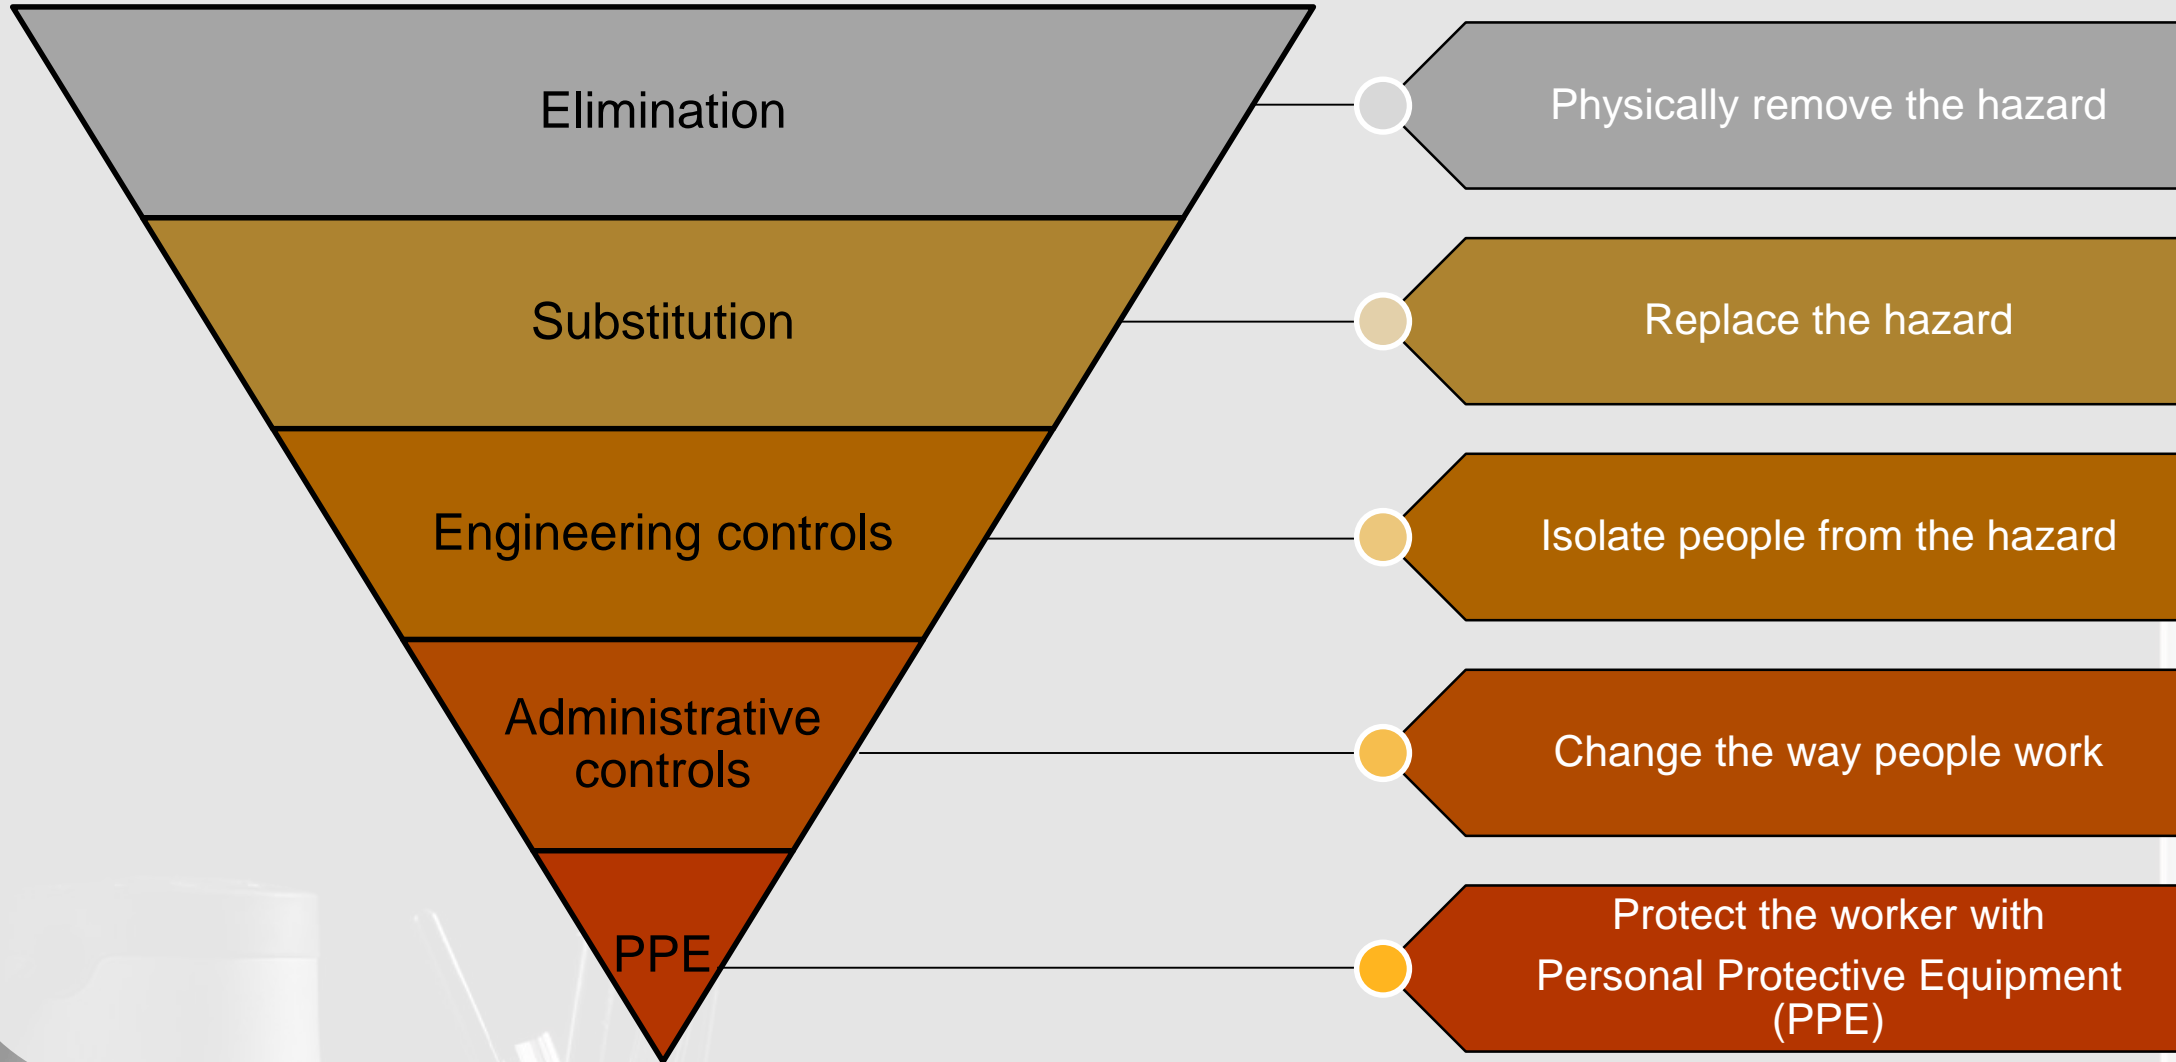 Elimination
Physically remove the hazard
Substitution
Replace the hazard
Engineering controls
Isolate people from the hazard
Administrative
controls
Change the way people work
PPE
Protect the worker with
Personal Protective Equipment
(PPE)